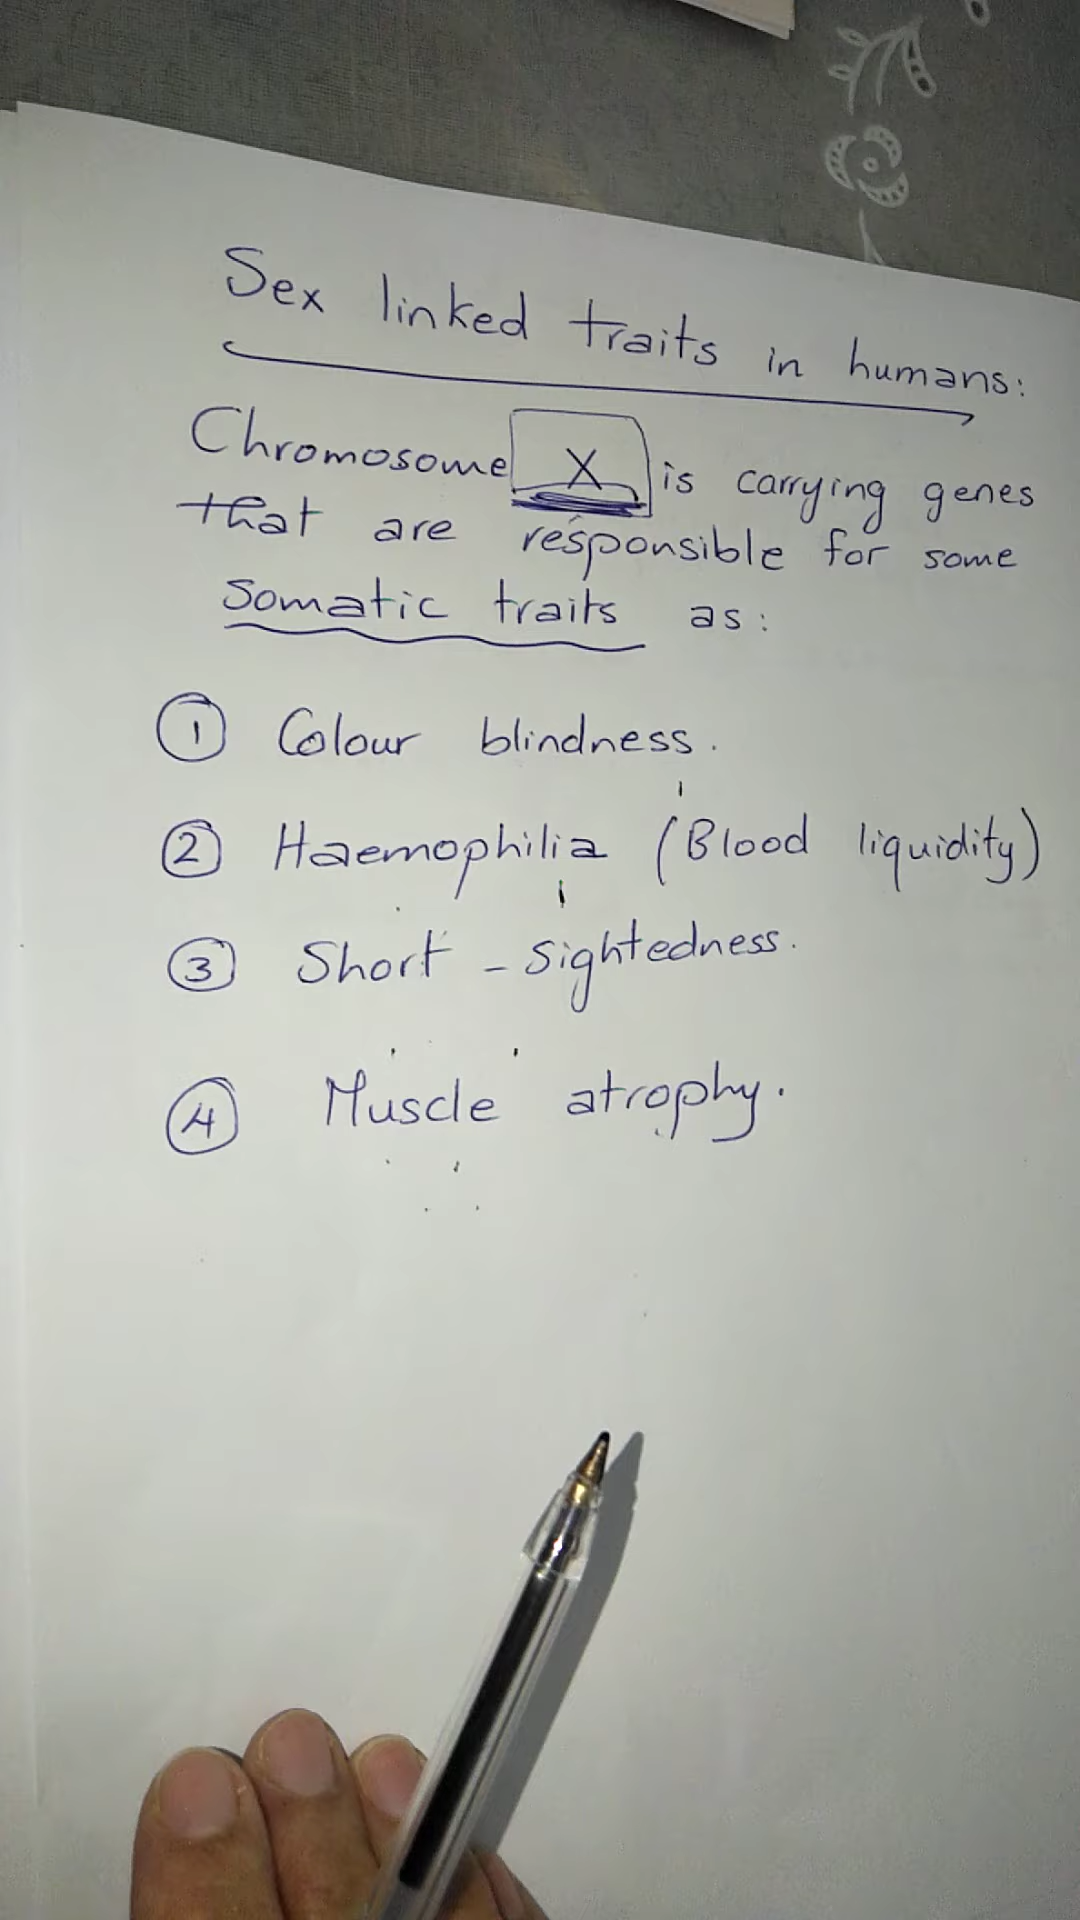 Sex linked traits in humans:
Chromosome X is carrying genes
that are responsible for some
somatic traits as:
① Colour blindness.
② Haemophilia (Blood liquidity)
③ Short - sightedness.
④ Muscle atrophy.